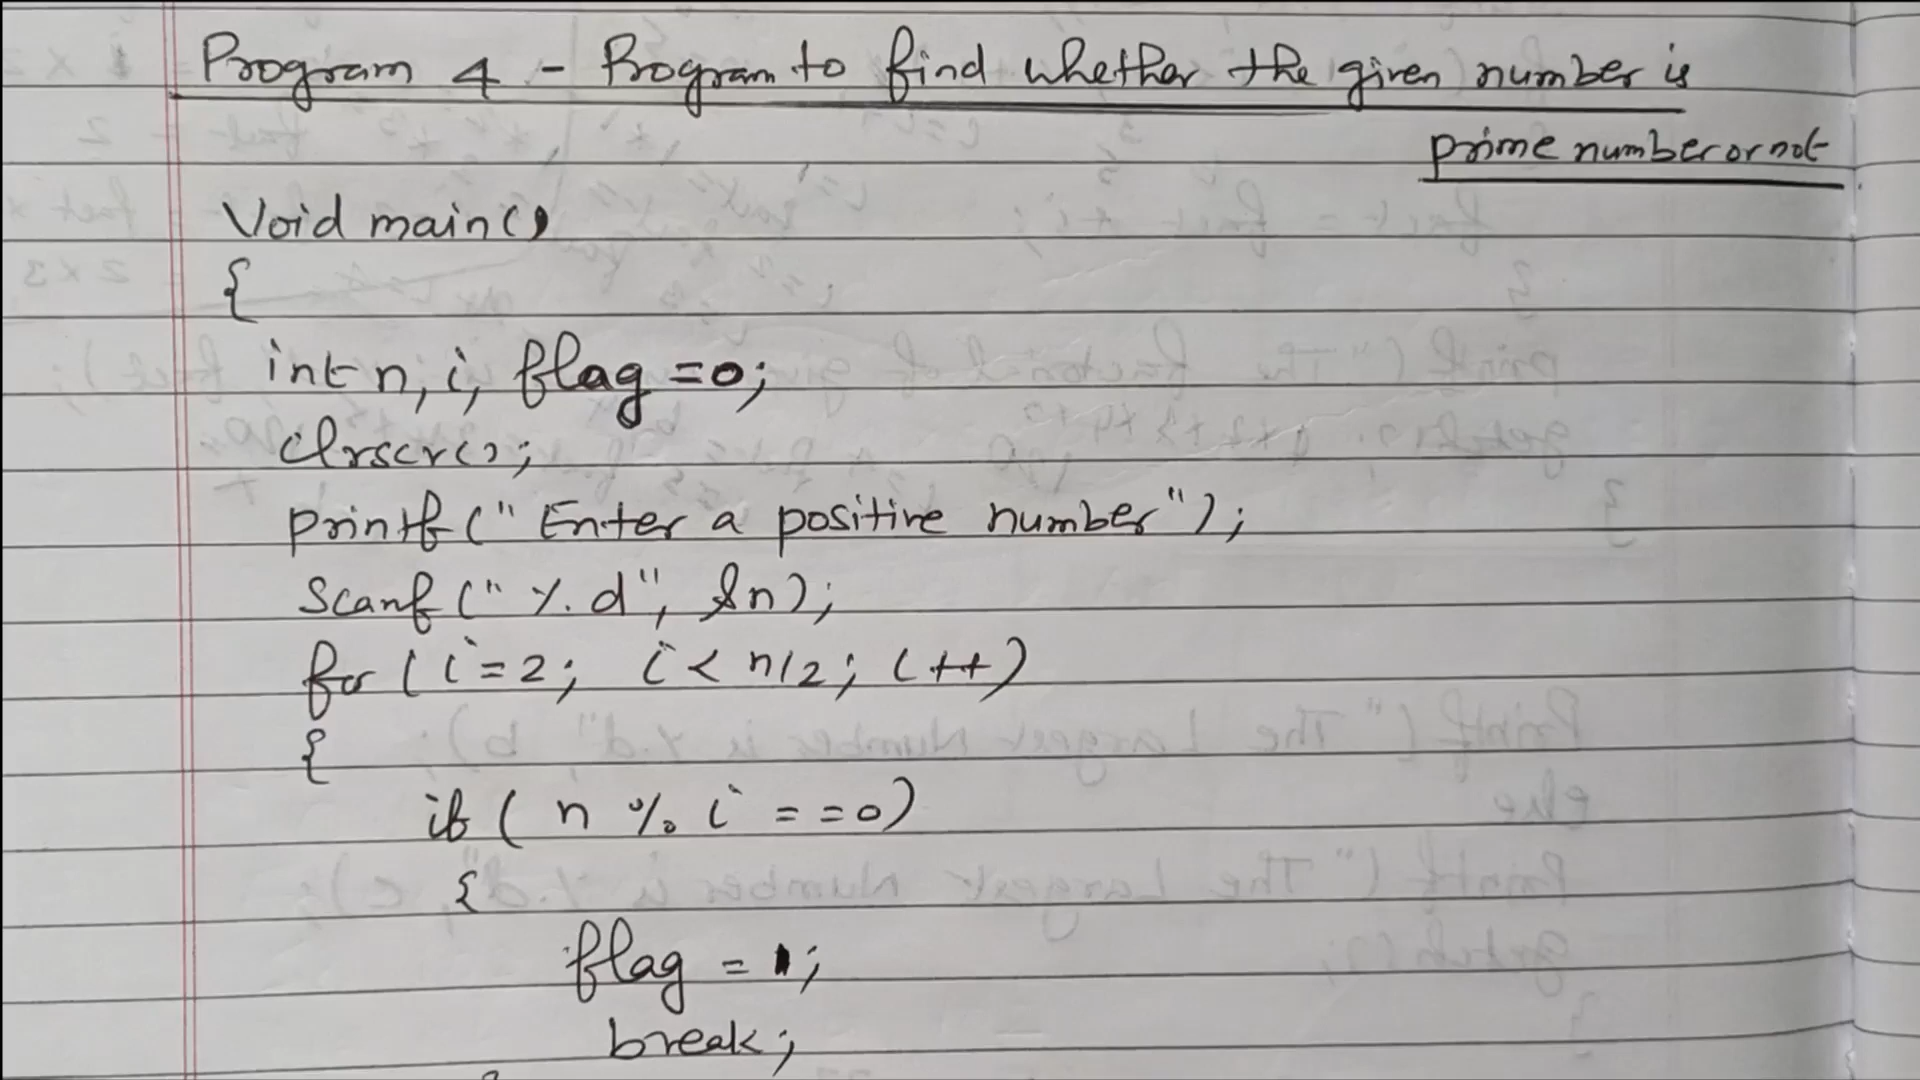 Program 4 - Program to find whether the given number is
prime number or not
Void main()
{
int n, i, flag =0;
clrscr();
printf(" Enter a positive number");
Scanf(" %d", &n);
for (i=2; i< n/2; i++)
{
if ( n % i ==0)
{
flag = 1;
break;